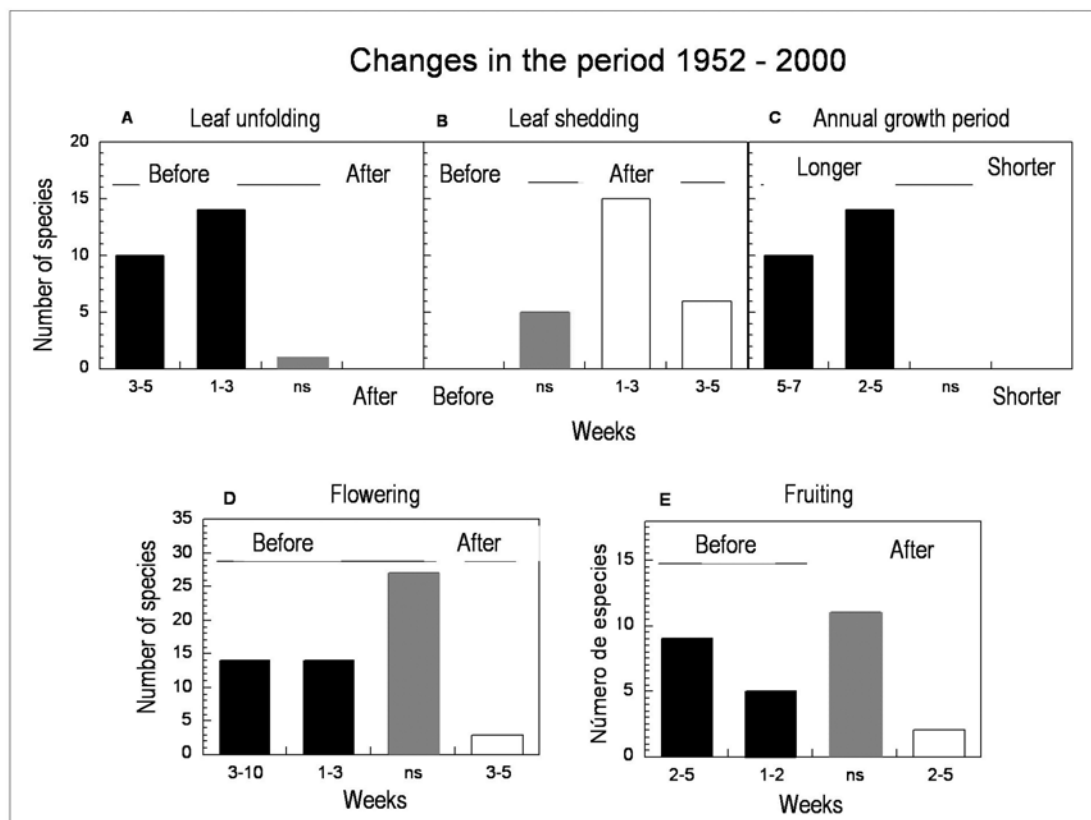 Changes in the period 1952 - 2000
A Leaf unfolding B Leaf shedding C Annual growth period
Before After Before After Longer Shorter
Number of species
20
15
10
5
0
3-5 1-3 ns After Before ns 1-3 3-5 5-7 2-5 ns Shorter
Weeks
D Flowering
Before After
Number of species
35
30
25
20
15
10
5
0
3-10 1-3 ns 3-5
Weeks
E Fruiting
Before After
Número de especies
15
10
5
0
2-5 1-2 ns 2-5
Weeks